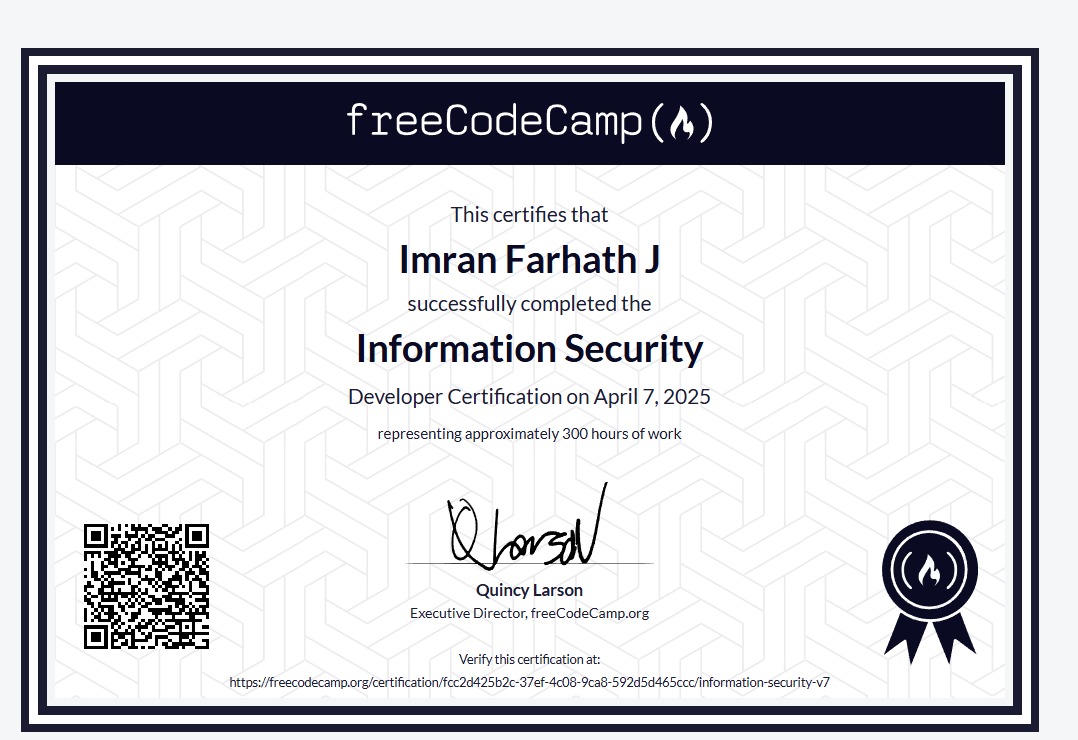 freeCodeCamp
This certifies that
Imran Farhath J
successfully completed the
Information Security
Developer Certification on April 7, 2025
representing approximately 300 hours of work
Quincy Larson
Executive Director, freeCodeCamp.org
Verify this certification at:
https://freecodecamp.org/certification/fcc2d425b2c-37ef-4c08-9ca8-592d5d465ccc/information-security-v7